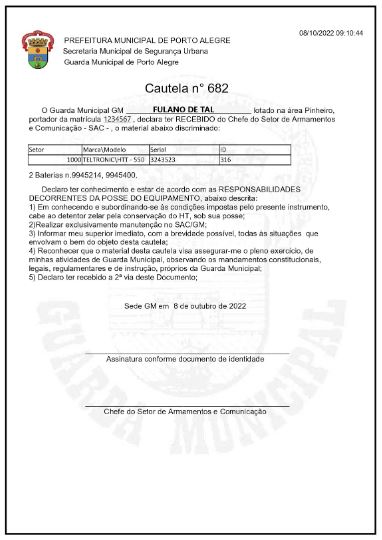 08/10/2022 09:10:44
PREFEITURA MUNICIPAL DE PORTO ALEGRE
Secretaria Municipal de Segurança Urbana
Guarda Municipal de Porto Alegre
Cautela n° 682
O Guarda Municipal GM FULANO DE TAL lotado na área Pinheiro,
portador da matrícula 1234567 , declara ter RECEBIDO do Chefe do Setor de Armamentos
e Comunicação - SAC - , o material abaixo discriminado:
Setor Marca\Modelo Serial ID
1000 TELTRONIC\HTT - 550 3243523 316
2 Baterias n.9945214, 9945400.
Declaro ter conhecimento e estar de acordo com as RESPONSABILIDADES
DECORRENTES DA POSSE DO EQUIPAMENTO, abaixo descrita:
1) Em conhecendo e subordinando-se às condições impostas pelo presente instrumento,
cabe ao detentor zelar pela conservação do HT, sob sua posse;
2)Realizar exclusivamente manutenção no SAC/GM;
3) Informar meu superior imediato, com a brevidade possível, todas às situações que
envolvam o bem do objeto desta cautela;
4) Reconhecer que o material desta cautela visa assegurar-me o pleno exercício, de
minhas atividades de Guarda Municipal, observando os mandamentos constitucionais,
legais, regulamentares e de instrução, próprios da Guarda Municipal;
5) Declaro ter recebido a 2ª via deste Documento;
Sede GM em 8 de outubro de 2022
Assinatura conforme documento de identidade
Chefe do Setor de Armamentos e Comunicação
GUARDA MUNICIPAL